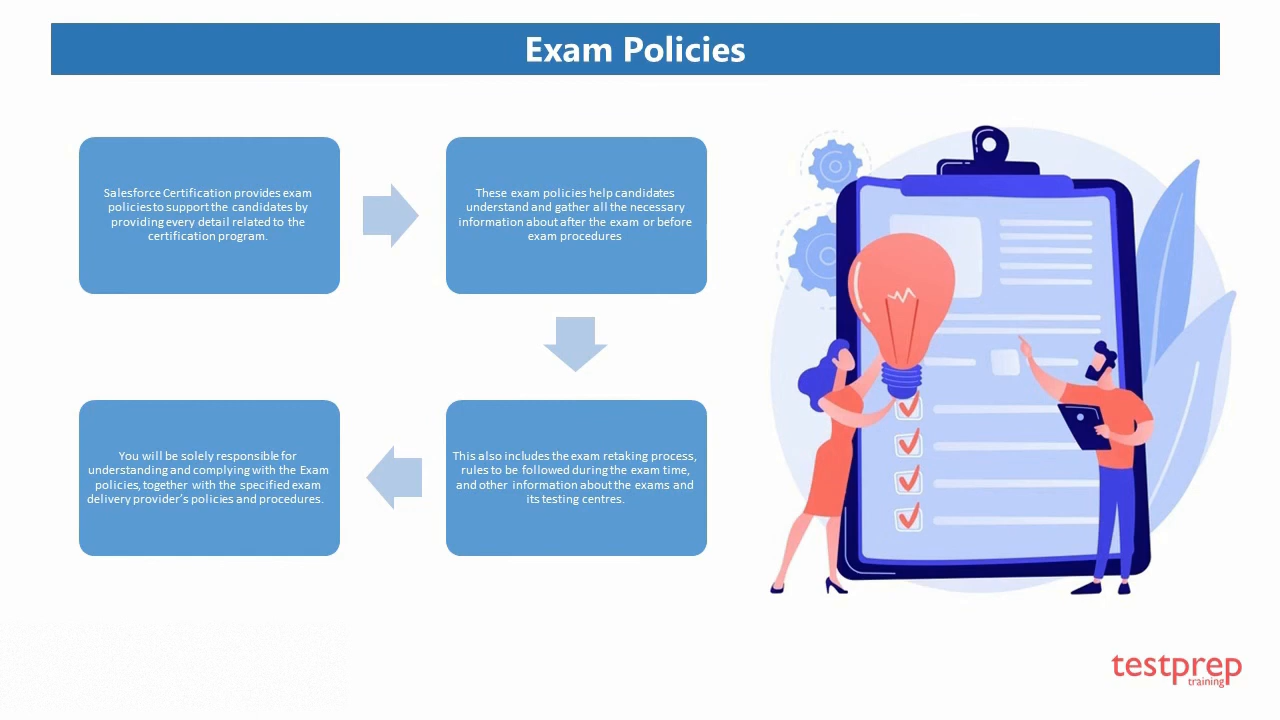 Exam Policies
Salesforce Certification provides exam
policies to support the candidates by
providing every detail related to the
certification program.
These exam policies help candidates
understand and gather all the necessary
information about after the exam or before
exam procedures
This also includes the exam retaking process,
rules to be followed during the exam time,
and other information about the exams and
its testing centres.
You will be solely responsible for
understanding and complying with the Exam
policies, together with the specified exam
delivery provider's policies and procedures.
testprep
training